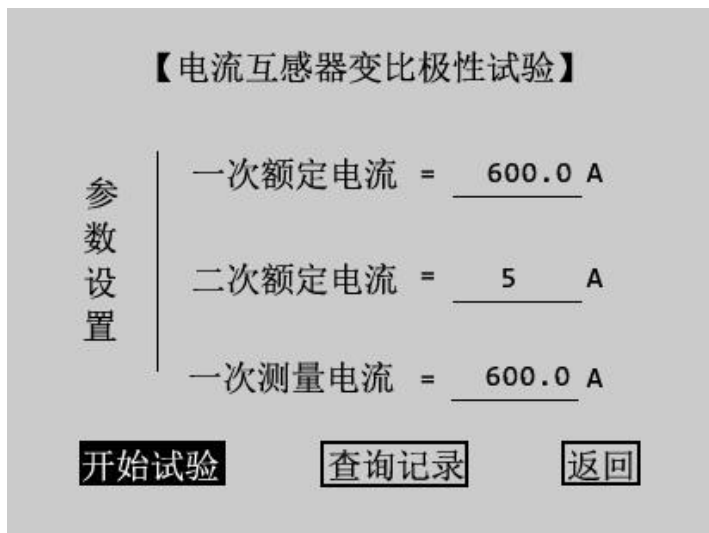 【电流互感器变比极性试验】
参数设置
一次额定电流 = 600.0 A
二次额定电流 = 5 A
一次测量电流 = 600.0 A
开始试验 查询记录 返回